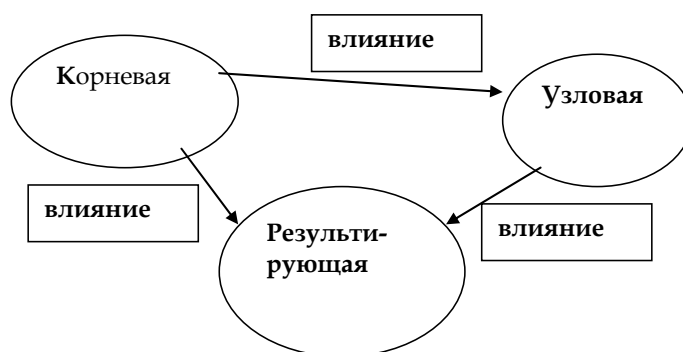 влияние
Корневая
Узловая
влияние
влияние
Результи-
рующая